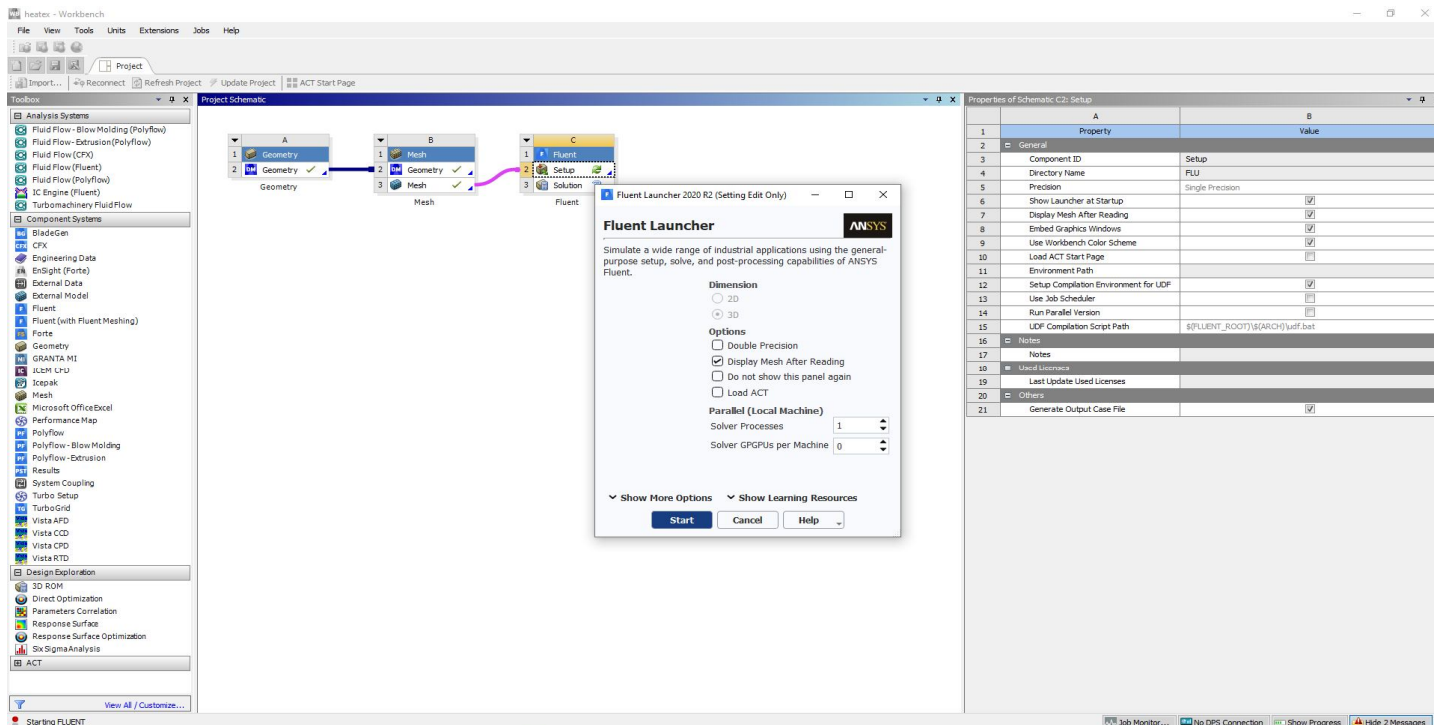 heatex - Workbench
File View Tools Units Extensions Jobs Help
Project
Import... Reconnect Refresh Project Update Project ACT Start Page
Toolbox
Analysis Systems
Fluid Flow - Blow Molding (Polyflow)
Fluid Flow - Extrusion (Polyflow)
Fluid Flow (CFX)
Fluid Flow (Fluent)
Fluid Flow (Polyflow)
IC Engine (Fluent)
Turbomachinery Fluid Flow
Component Systems
BladeGen
CFX
Engineering Data
EnSight (Forte)
External Data
External Model
Fluent
Fluent (with Fluent Meshing)
Forte
Geometry
GRANTA MI
ICEM CFD
Icepak
Mesh
Microsoft Office Excel
Performance Map
Polyflow
Polyflow - Blow Molding
Polyflow - Extrusion
Results
System Coupling
Turbo Setup
TurboGrid
Vista AFD
Vista CCD
Vista CPD
Vista RTD
Design Exploration
3D ROM
Direct Optimization
Parameters Correlation
Response Surface
Response Surface Optimization
Six Sigma Analysis
ACT
View All / Customize...
Starting FLUENT
Project Schematic
A
1 Geometry
2 DM Geometry
Geometry
B
1 Mesh
2 DM Geometry
3 Mesh
Mesh
C
1 Fluent
2 Setup
3 Solution
Fluent
Fluent Launcher 2020 R2 (Setting Edit Only)
Fluent Launcher
ANSYS
Simulate a wide range of industrial applications using the general-
purpose setup, solve, and post-processing capabilities of ANSYS
Fluent.
Dimension
2D
3D
Options
Double Precision
Display Mesh After Reading
Do not show this panel again
Load ACT
Parallel (Local Machine)
Solver Processes 1
Solver GPGPUs per Machine 0
Show More Options Show Learning Resources
Start Cancel Help
Properties of Schematic C2: Setup
A B
1 Property Value
2 General
3 Component ID Setup
4 Directory Name FLU
5 Precision Single Precision
6 Show Launcher at Startup
7 Display Mesh After Reading
8 Embed Graphics Windows
9 Use Workbench Color Scheme
10 Load ACT Start Page
11 Environment Path
12 Setup Compilation Environment for UDF
13 Use Job Scheduler
14 Run Parallel Version
15 UDF Compilation Script Path $(FLUENT_ROOT)\$(ARCH)\udf.bat
16 Notes
17 Notes
18 Used Licenses
19 Last Update Used Licenses
20 Others
21 Generate Output Case File
Job Monitor... No DPS Connection Show Progress Hide 2 Messages